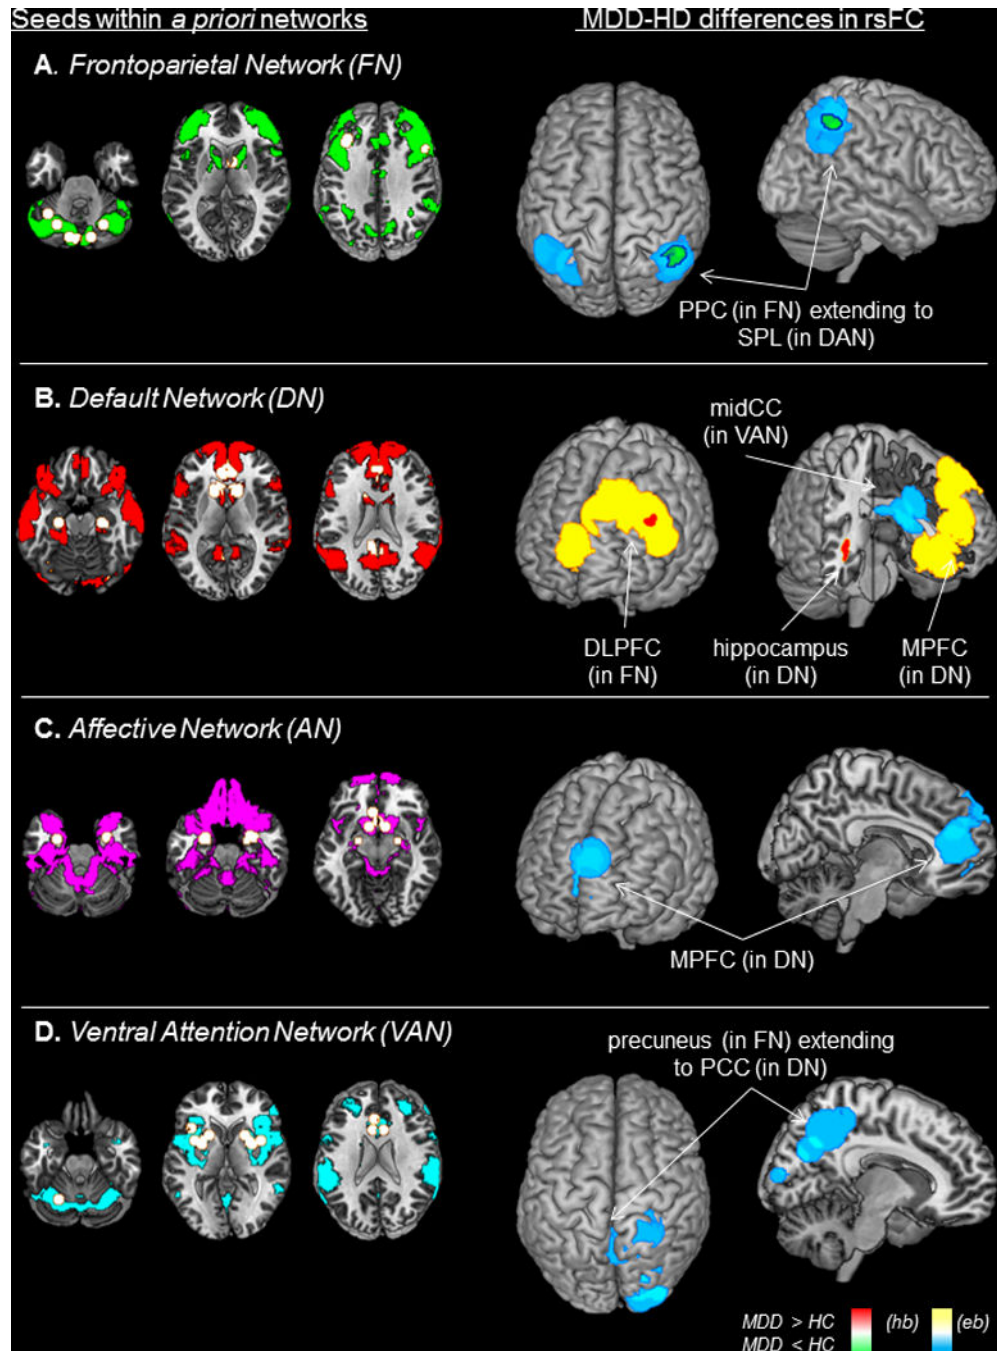 Seeds within a priori networks
MDD-HD differences in rsFC
A. Frontoparietal Network (FN)
PPC (in FN) extending to
SPL (in DAN)
B. Default Network (DN)
midCC
(in VAN)
DLPFC
(in FN)
hippocampus
(in DN)
MPFC
(in DN)
C. Affective Network (AN)
MPFC (in DN)
D. Ventral Attention Network (VAN)
precuneus (in FN) extending
to PCC (in DN)
MDD > HC
MDD < HC
(hb)
(eb)